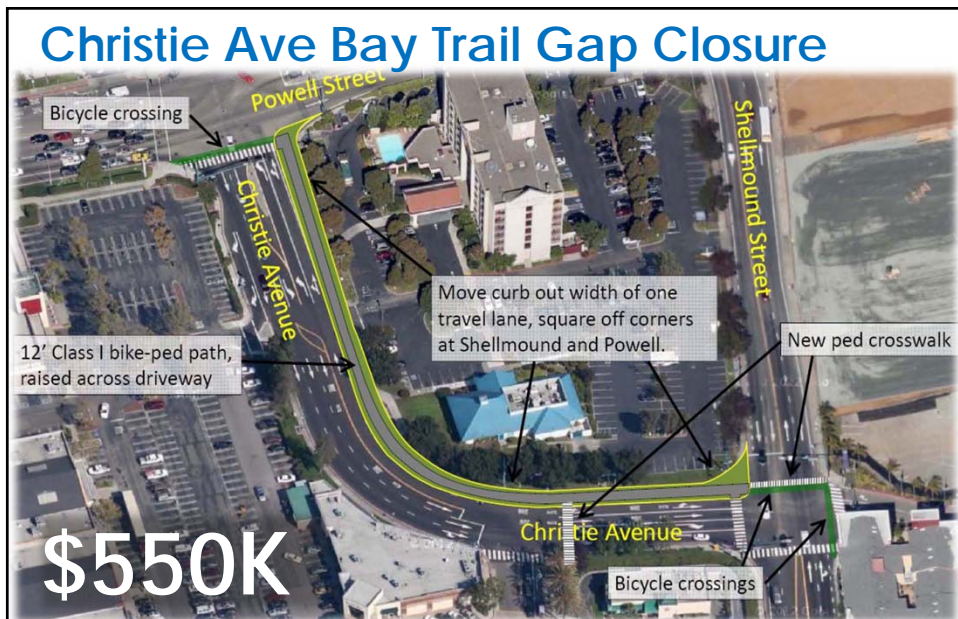 Christie Ave Bay Trail Gap Closure
Powell Street
Bicycle crossing
Shellmound Street
Christie Avenue
Move curb out width of one
travel lane, square off corners
at Shellmound and Powell.
New ped crosswalk
12’ Class I bike-ped path,
raised across driveway
Christie Avenue
$550K
Bicycle crossings